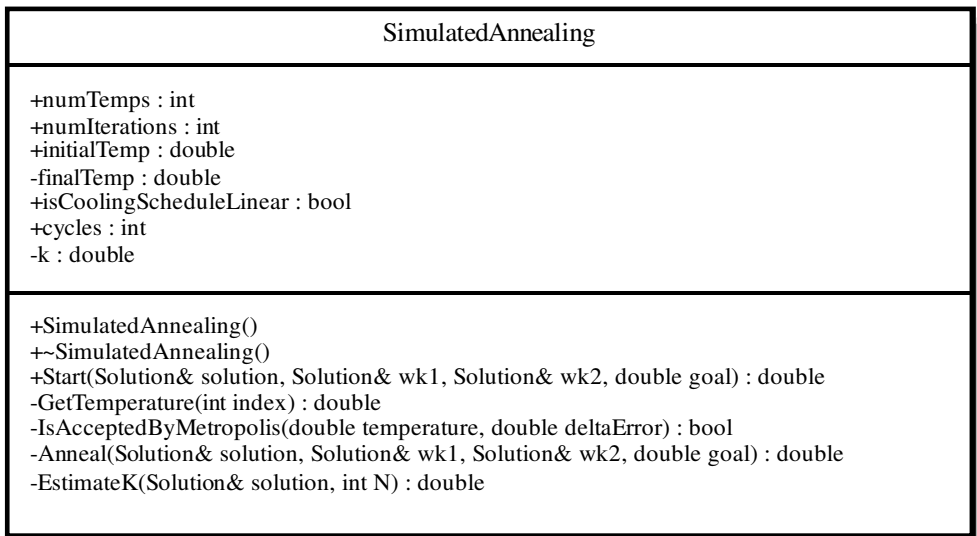 SimulatedAnnealing
+numTemps : int
+numIterations : int
+initialTemp : double
-finalTemp : double
+isCoolingScheduleLinear : bool
+cycles : int
-k : double
+SimulatedAnnealing()
+~SimulatedAnnealing()
+Start(Solution& solution, Solution& wk1, Solution& wk2, double goal) : double
-GetTemperature(int index) : double
-IsAcceptedByMetropolis(double temperature, double deltaError) : bool
-Anneal(Solution& solution, Solution& wk1, Solution& wk2, double goal) : double
-EstimateK(Solution& solution, int N) : double